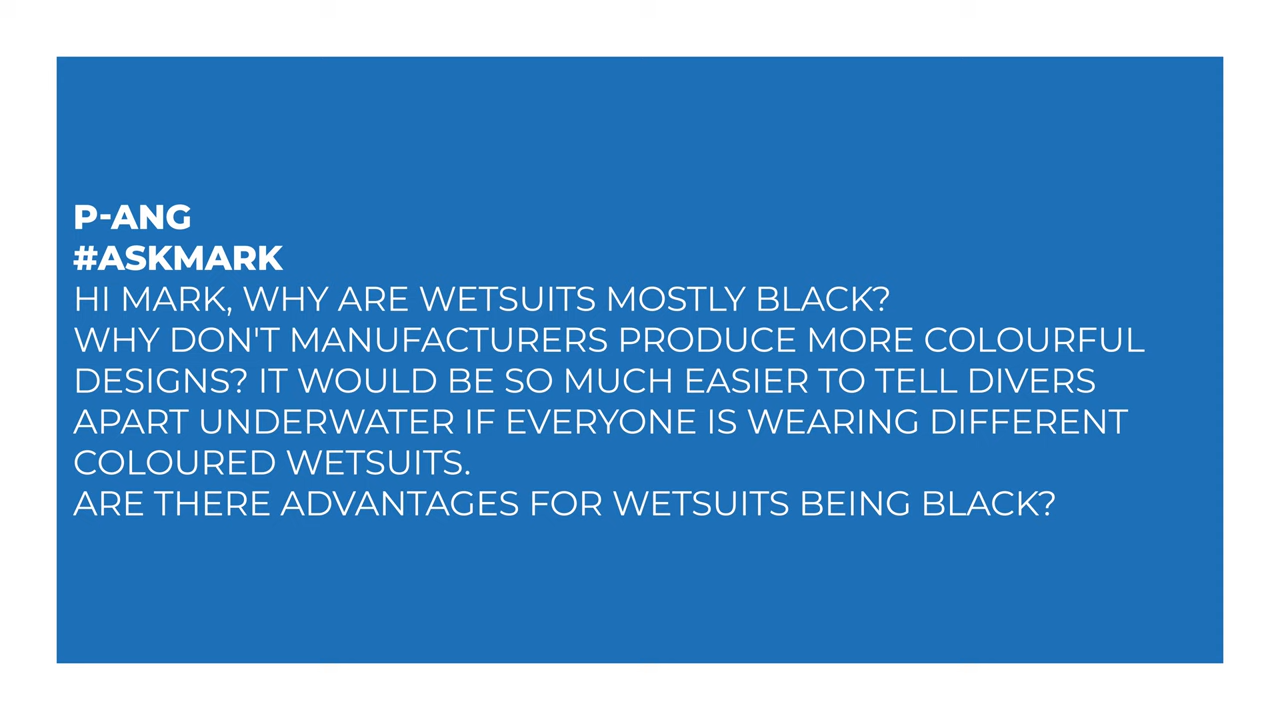 P-ANG
#ASKMARK
HI MARK, WHY ARE WETSUITS MOSTLY BLACK?
WHY DON'T MANUFACTURERS PRODUCE MORE COLOURFUL
DESIGNS? IT WOULD BE SO MUCH EASIER TO TELL DIVERS
APART UNDERWATER IF EVERYONE IS WEARING DIFFERENT
COLOURED WETSUITS.
ARE THERE ADVANTAGES FOR WETSUITS BEING BLACK?